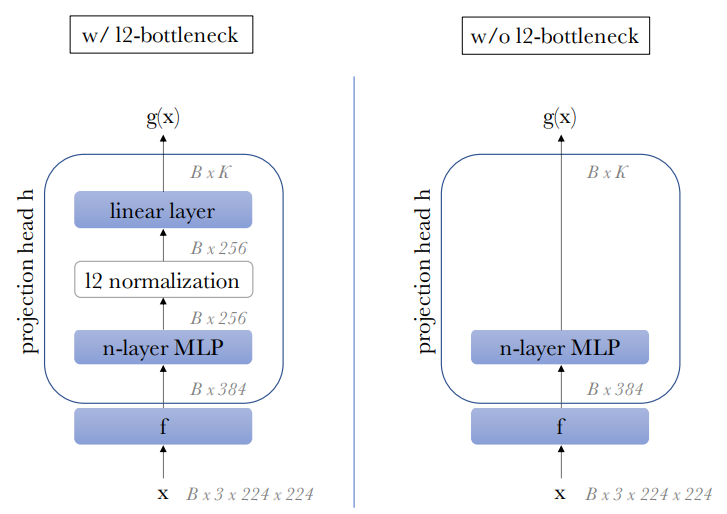 w/ l2-bottleneck
g(x)
B x K
linear layer
B x 256
l2 normalization
B x 256
n-layer MLP
B x 384
f
x B x 3 x 224 x 224
projection head h
w/o l2-bottleneck
g(x)
B x K
n-layer MLP
B x 384
f
x B x 3 x 224 x 224
projection head h